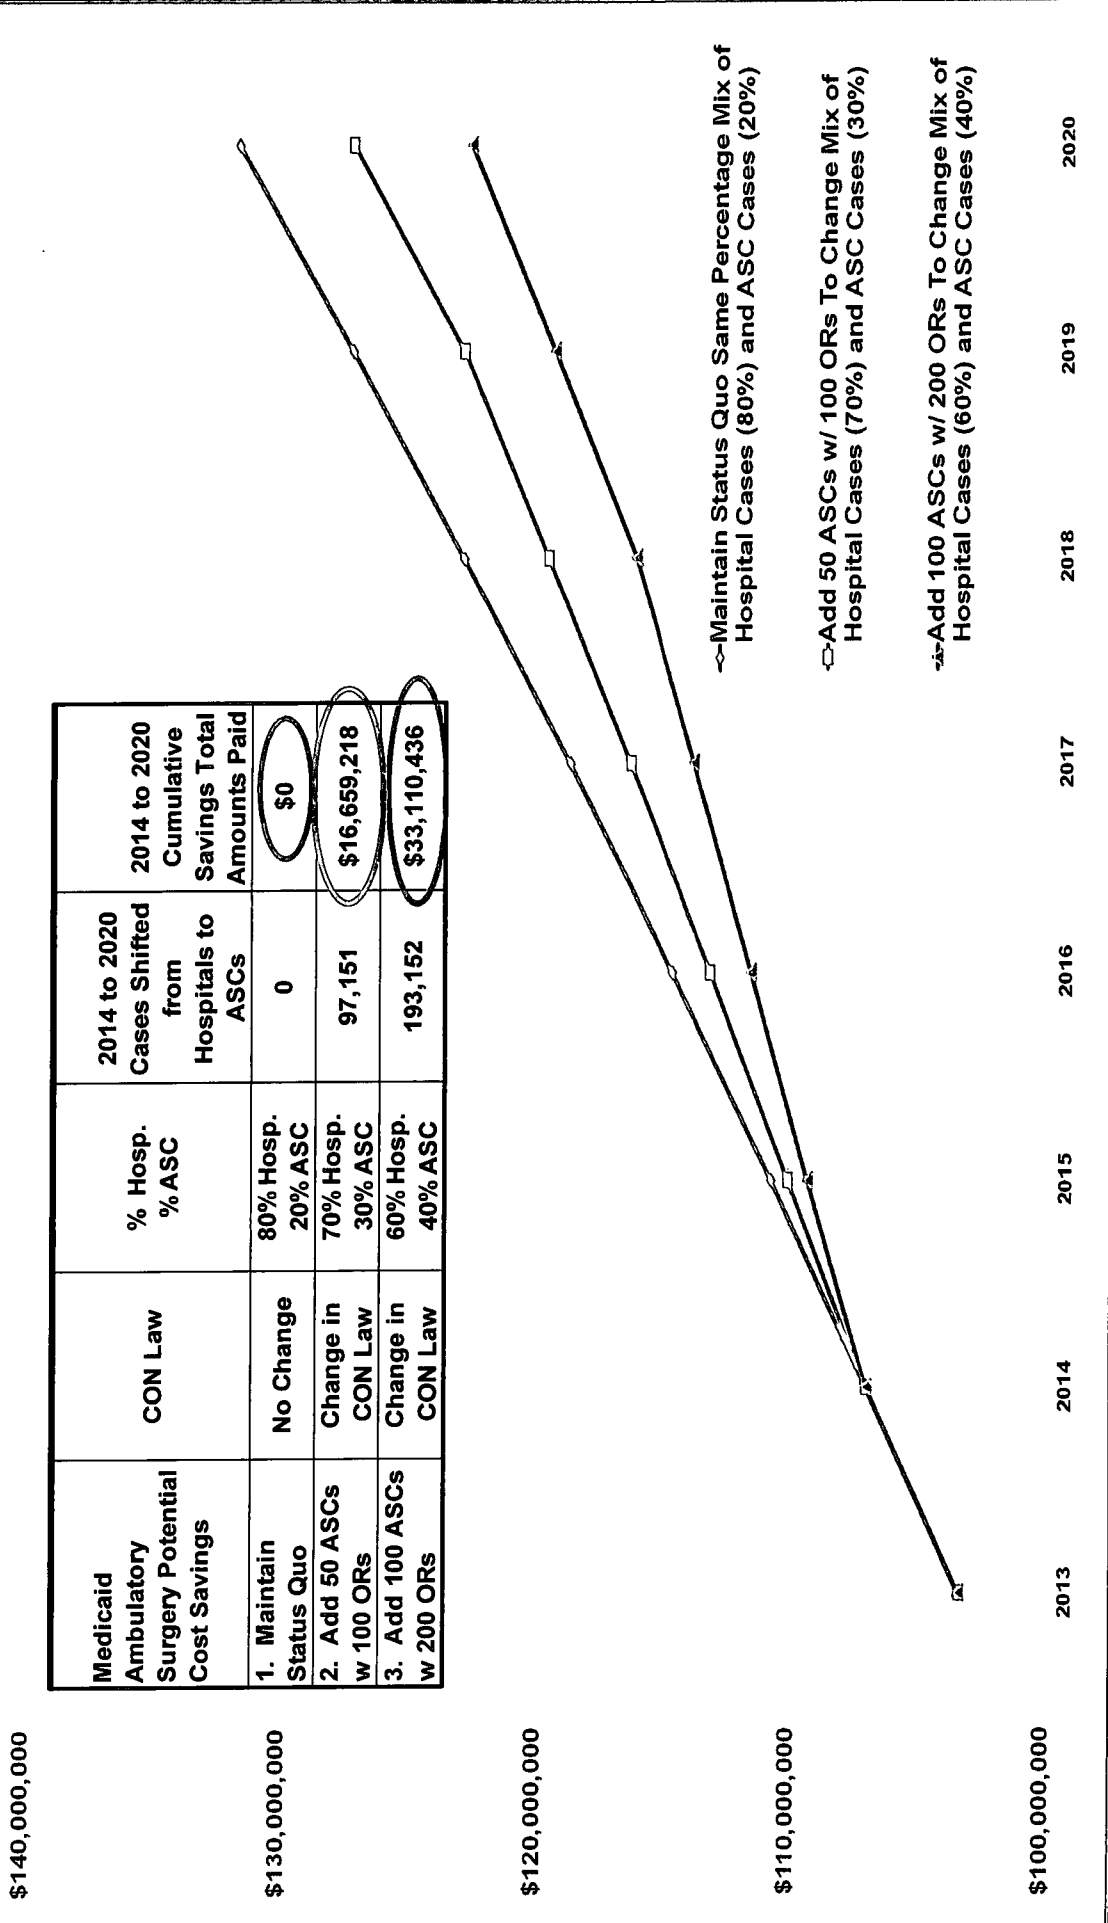 $140,000,000
$130,000,000
$120,000,000
$110,000,000
$100,000,000
Medicaid
Ambulatory
Surgery Potential
Cost Savings
CON Law
% Hosp.
% ASC
2014 to 2020
Cases Shifted
from
Hospitals to
ASCs
2014 to 2020
Cumulative
Savings Total
Amounts Paid
1. Maintain
Status Quo
No Change
80% Hosp.
20% ASC
0
$0
2. Add 50 ASCs
w 100 ORs
Change in
CON Law
70% Hosp.
30% ASC
97,151
$16,659,218
3. Add 100 ASCs
w 200 ORs
Change in
CON Law
60% Hosp.
40% ASC
193,152
$33,110,436
Maintain Status Quo Same Percentage Mix of
Hospital Cases (80%) and ASC Cases (20%)
Add 50 ASCs w/ 100 ORs To Change Mix of
Hospital Cases (70%) and ASC Cases (30%)
Add 100 ASCs w/ 200 ORs To Change Mix of
Hospital Cases (60%) and ASC Cases (40%)
2013
2014
2015
2016
2017
2018
2019
2020